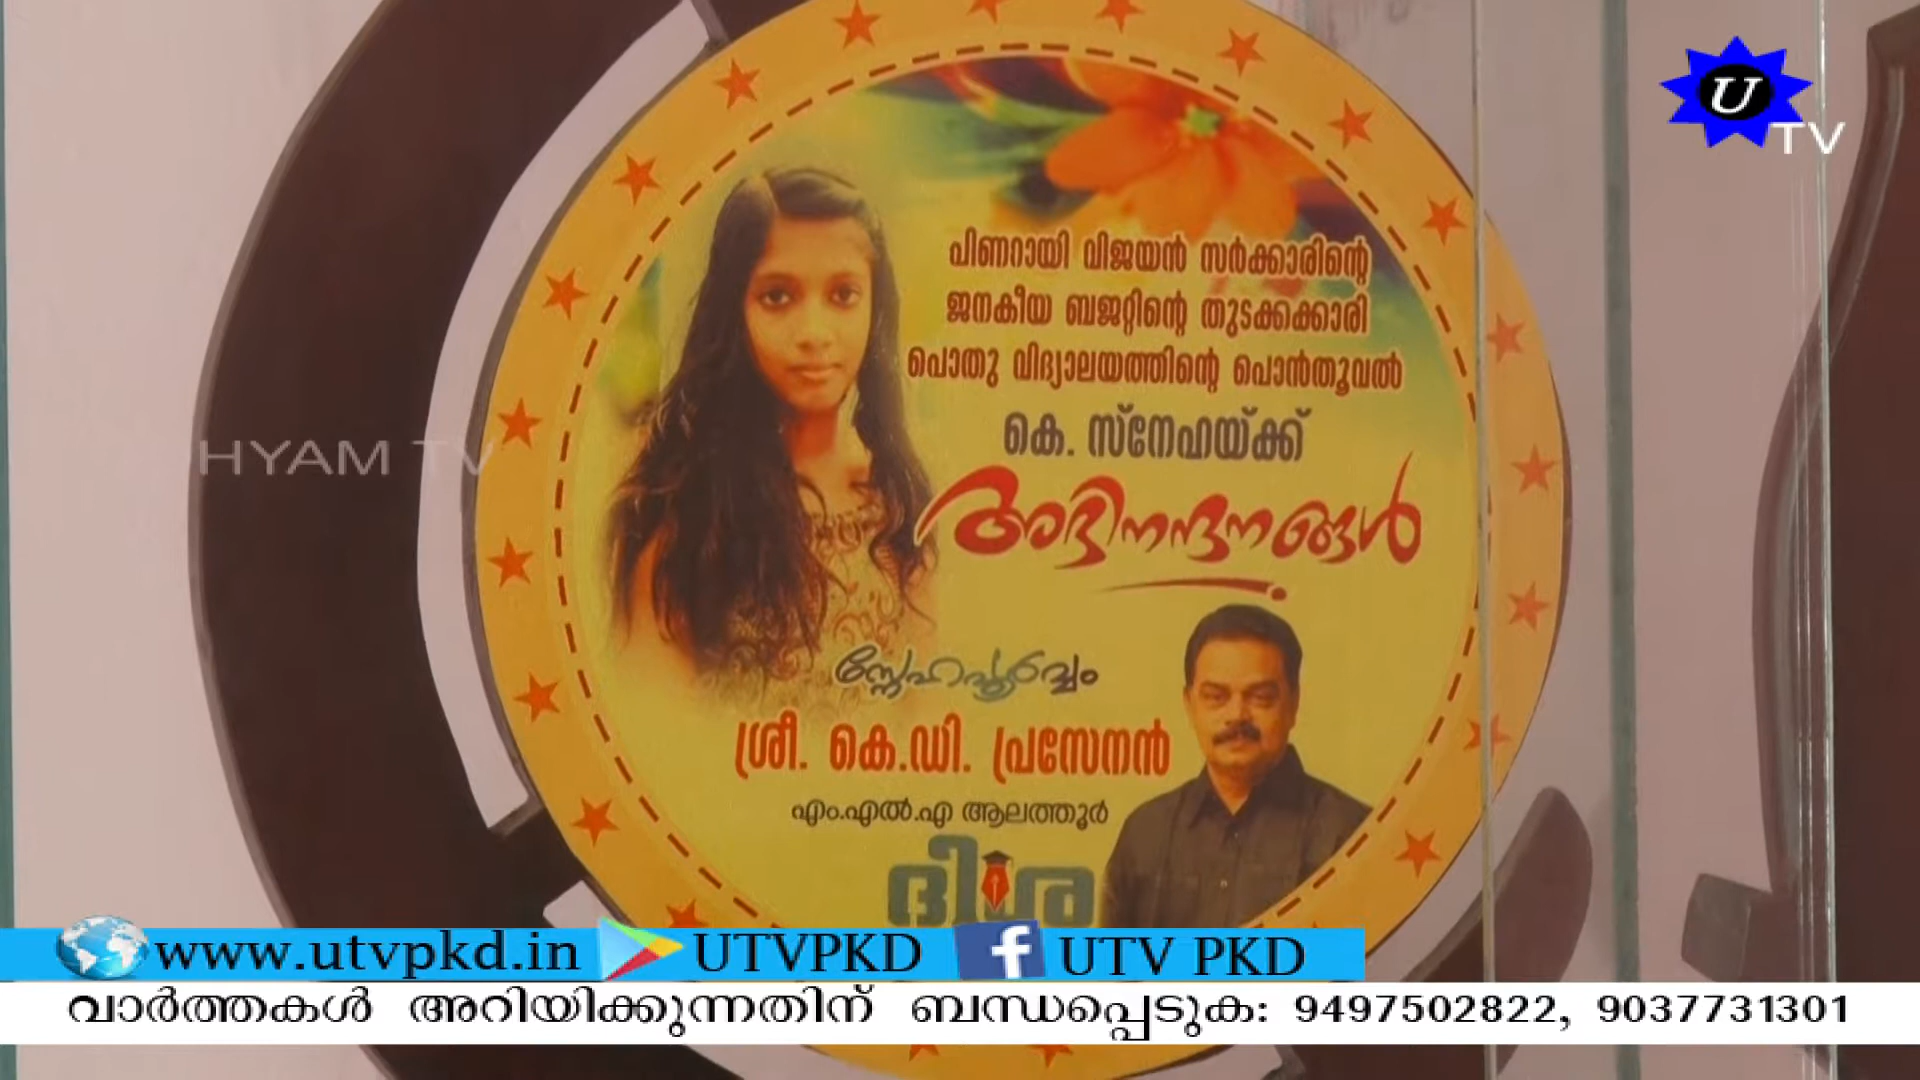 U
TV
പിണറായി വിജയൻ സർക്കാരിന്റെ
ജനകീയ ബജറ്റിന്റെ തുടക്കക്കാരി
പൊതു വിദ്യാലയത്തിന്റെ പൊൻതൂവൽ
കെ. സ്നേഹയ്ക്ക്
അഭിനന്ദനങ്ങൾ
HYAM TV
സ്നേഹപൂർവ്വം
ശ്രീ. കെ.ഡി. പ്രസേനൻ
എം.എൽ.എ ആലത്തൂർ
ദിശ
www.utvpkd.in UTVPKD f UTV PKD
വാർത്തകൾ അറിയിക്കുന്നതിന് ബന്ധപ്പെടുക: 9497502822, 9037731301